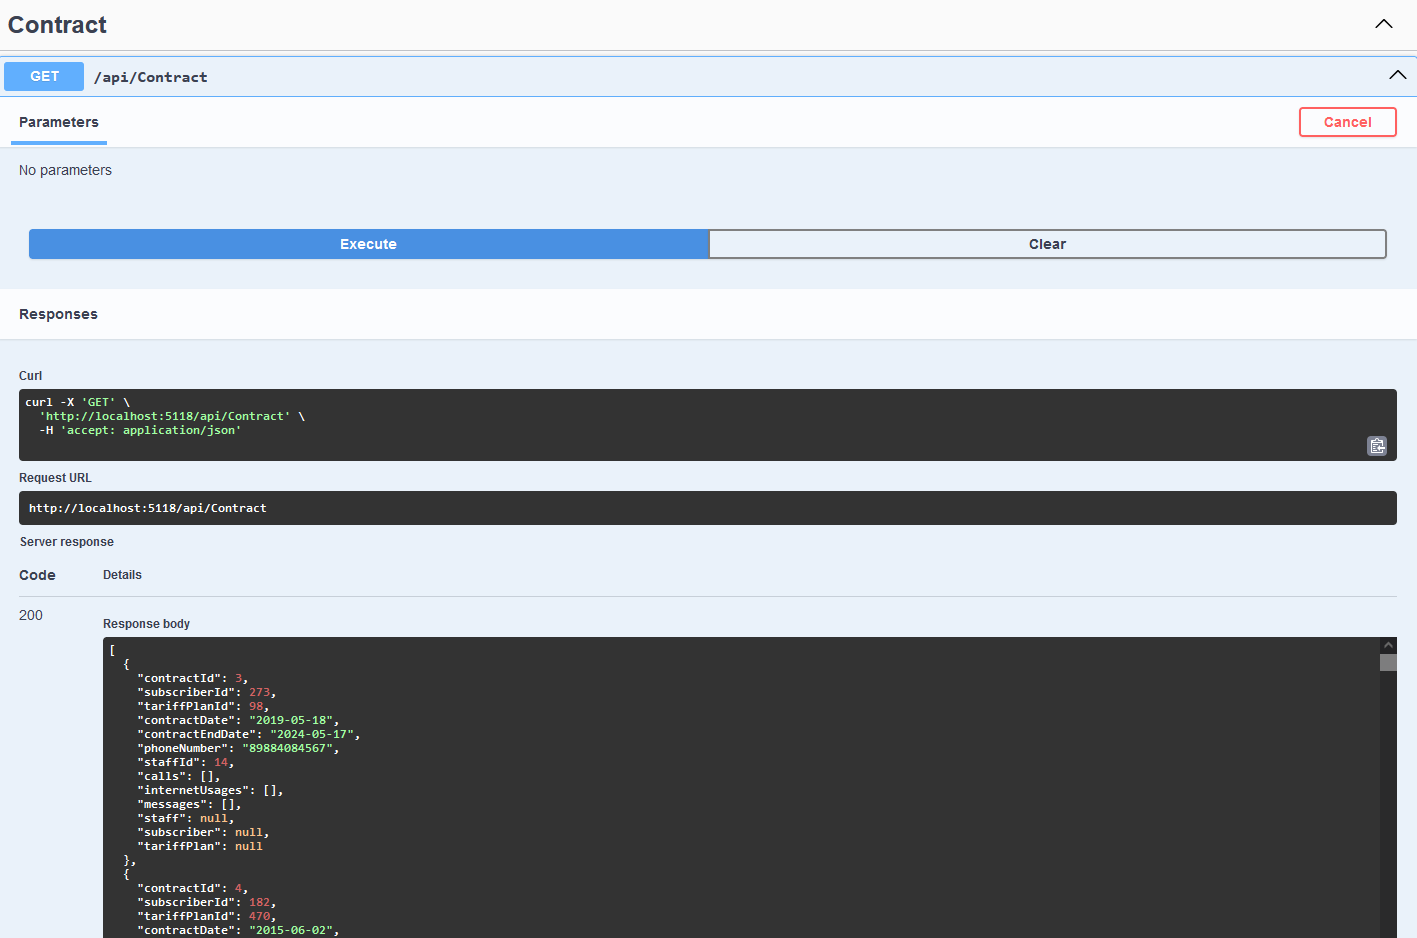 Contract
GET /api/Contract
Parameters
Cancel
No parameters
Execute
Clear
Responses
Curl
curl -X 'GET' \
  'http://localhost:5118/api/Contract' \
  -H 'accept: application/json'
Request URL
http://localhost:5118/api/Contract
Server response
Code Details
200
Response body
[
  {
    "contractId": 3,
    "subscriberId": 273,
    "tariffPlanId": 98,
    "contractDate": "2019-05-18",
    "contractEndDate": "2024-05-17",
    "phoneNumber": "89884084567",
    "staffId": 14,
    "calls": [],
    "internetUsages": [],
    "messages": [],
    "staff": null,
    "subscriber": null,
    "tariffPlan": null
  },
  {
    "contractId": 4,
    "subscriberId": 182,
    "tariffPlanId": 470,
    "contractDate": "2015-06-02",